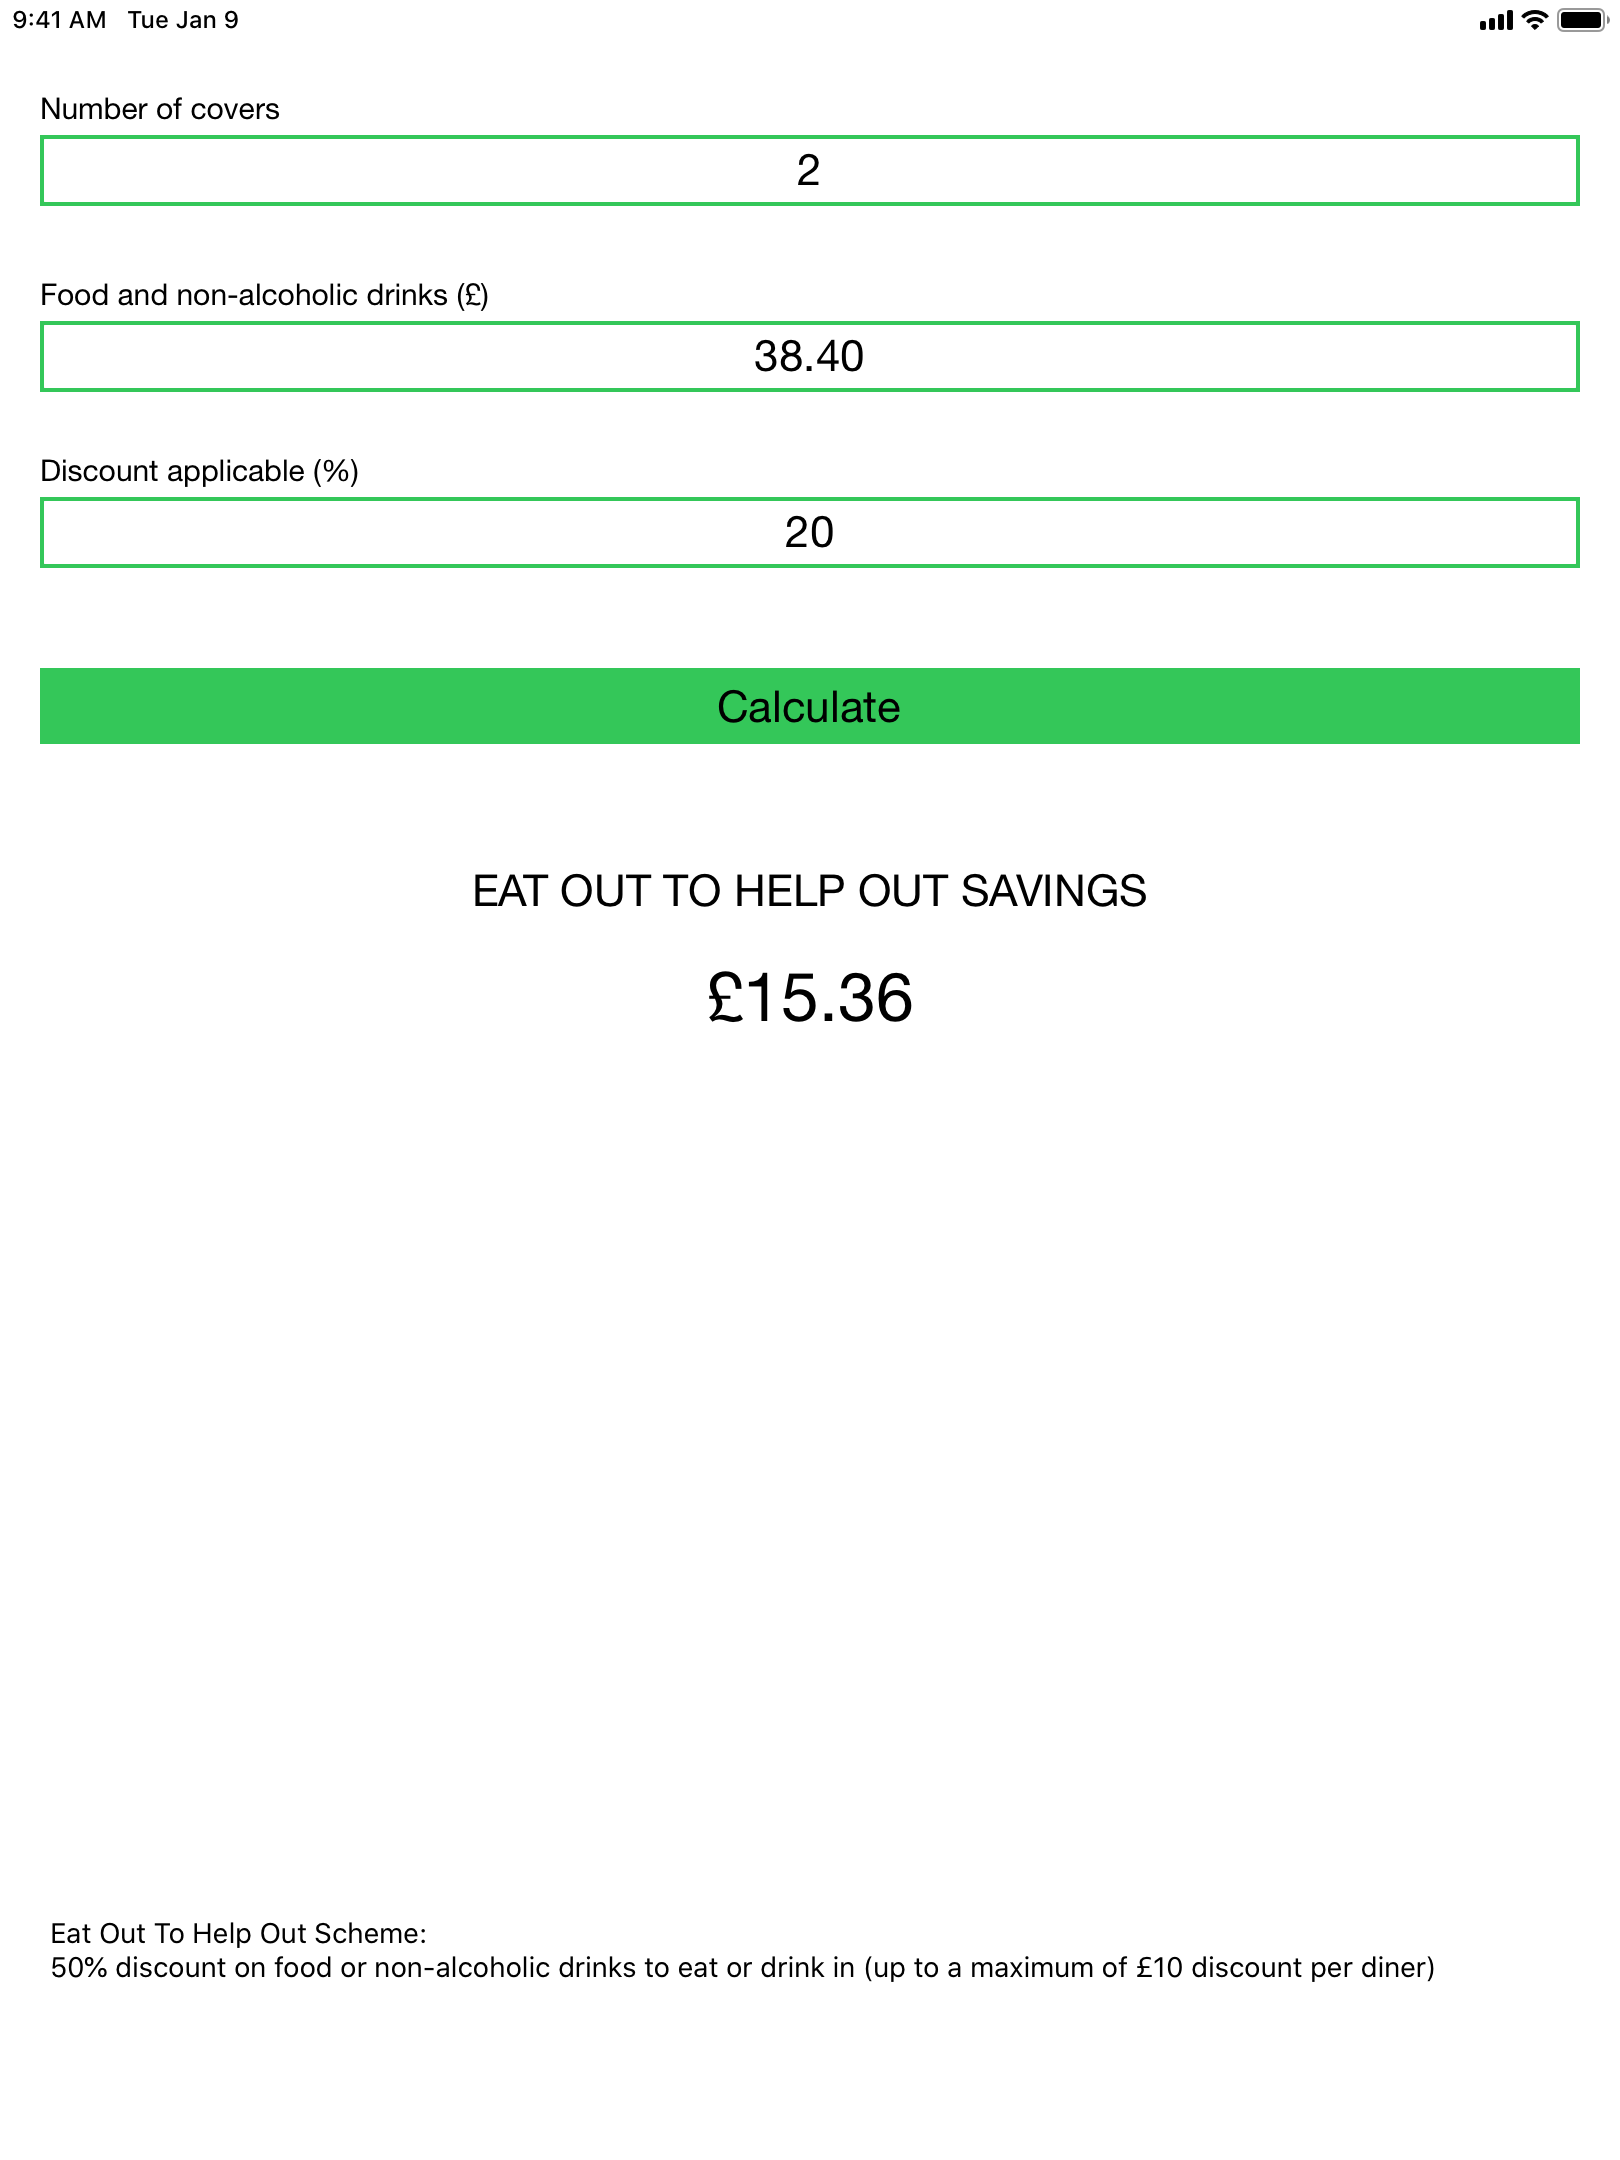 9:41 AM Tue Jan 9
Number of covers
2
Food and non-alcoholic drinks (£)
38.40
Discount applicable (%)
20
Calculate
EAT OUT TO HELP OUT SAVINGS
£15.36
Eat Out To Help Out Scheme:
50% discount on food or non-alcoholic drinks to eat or drink in (up to a maximum of £10 discount per diner)